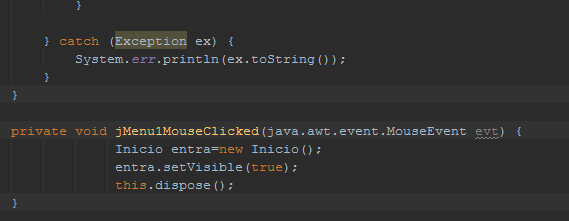 }
} catch (Exception ex) {
System.err.println(ex.toString());
}
}
private void jMenu1MouseClicked(java.awt.event.MouseEvent evt) {
Inicio entra=new Inicio();
entra.setVisible(true);
this.dispose();
}